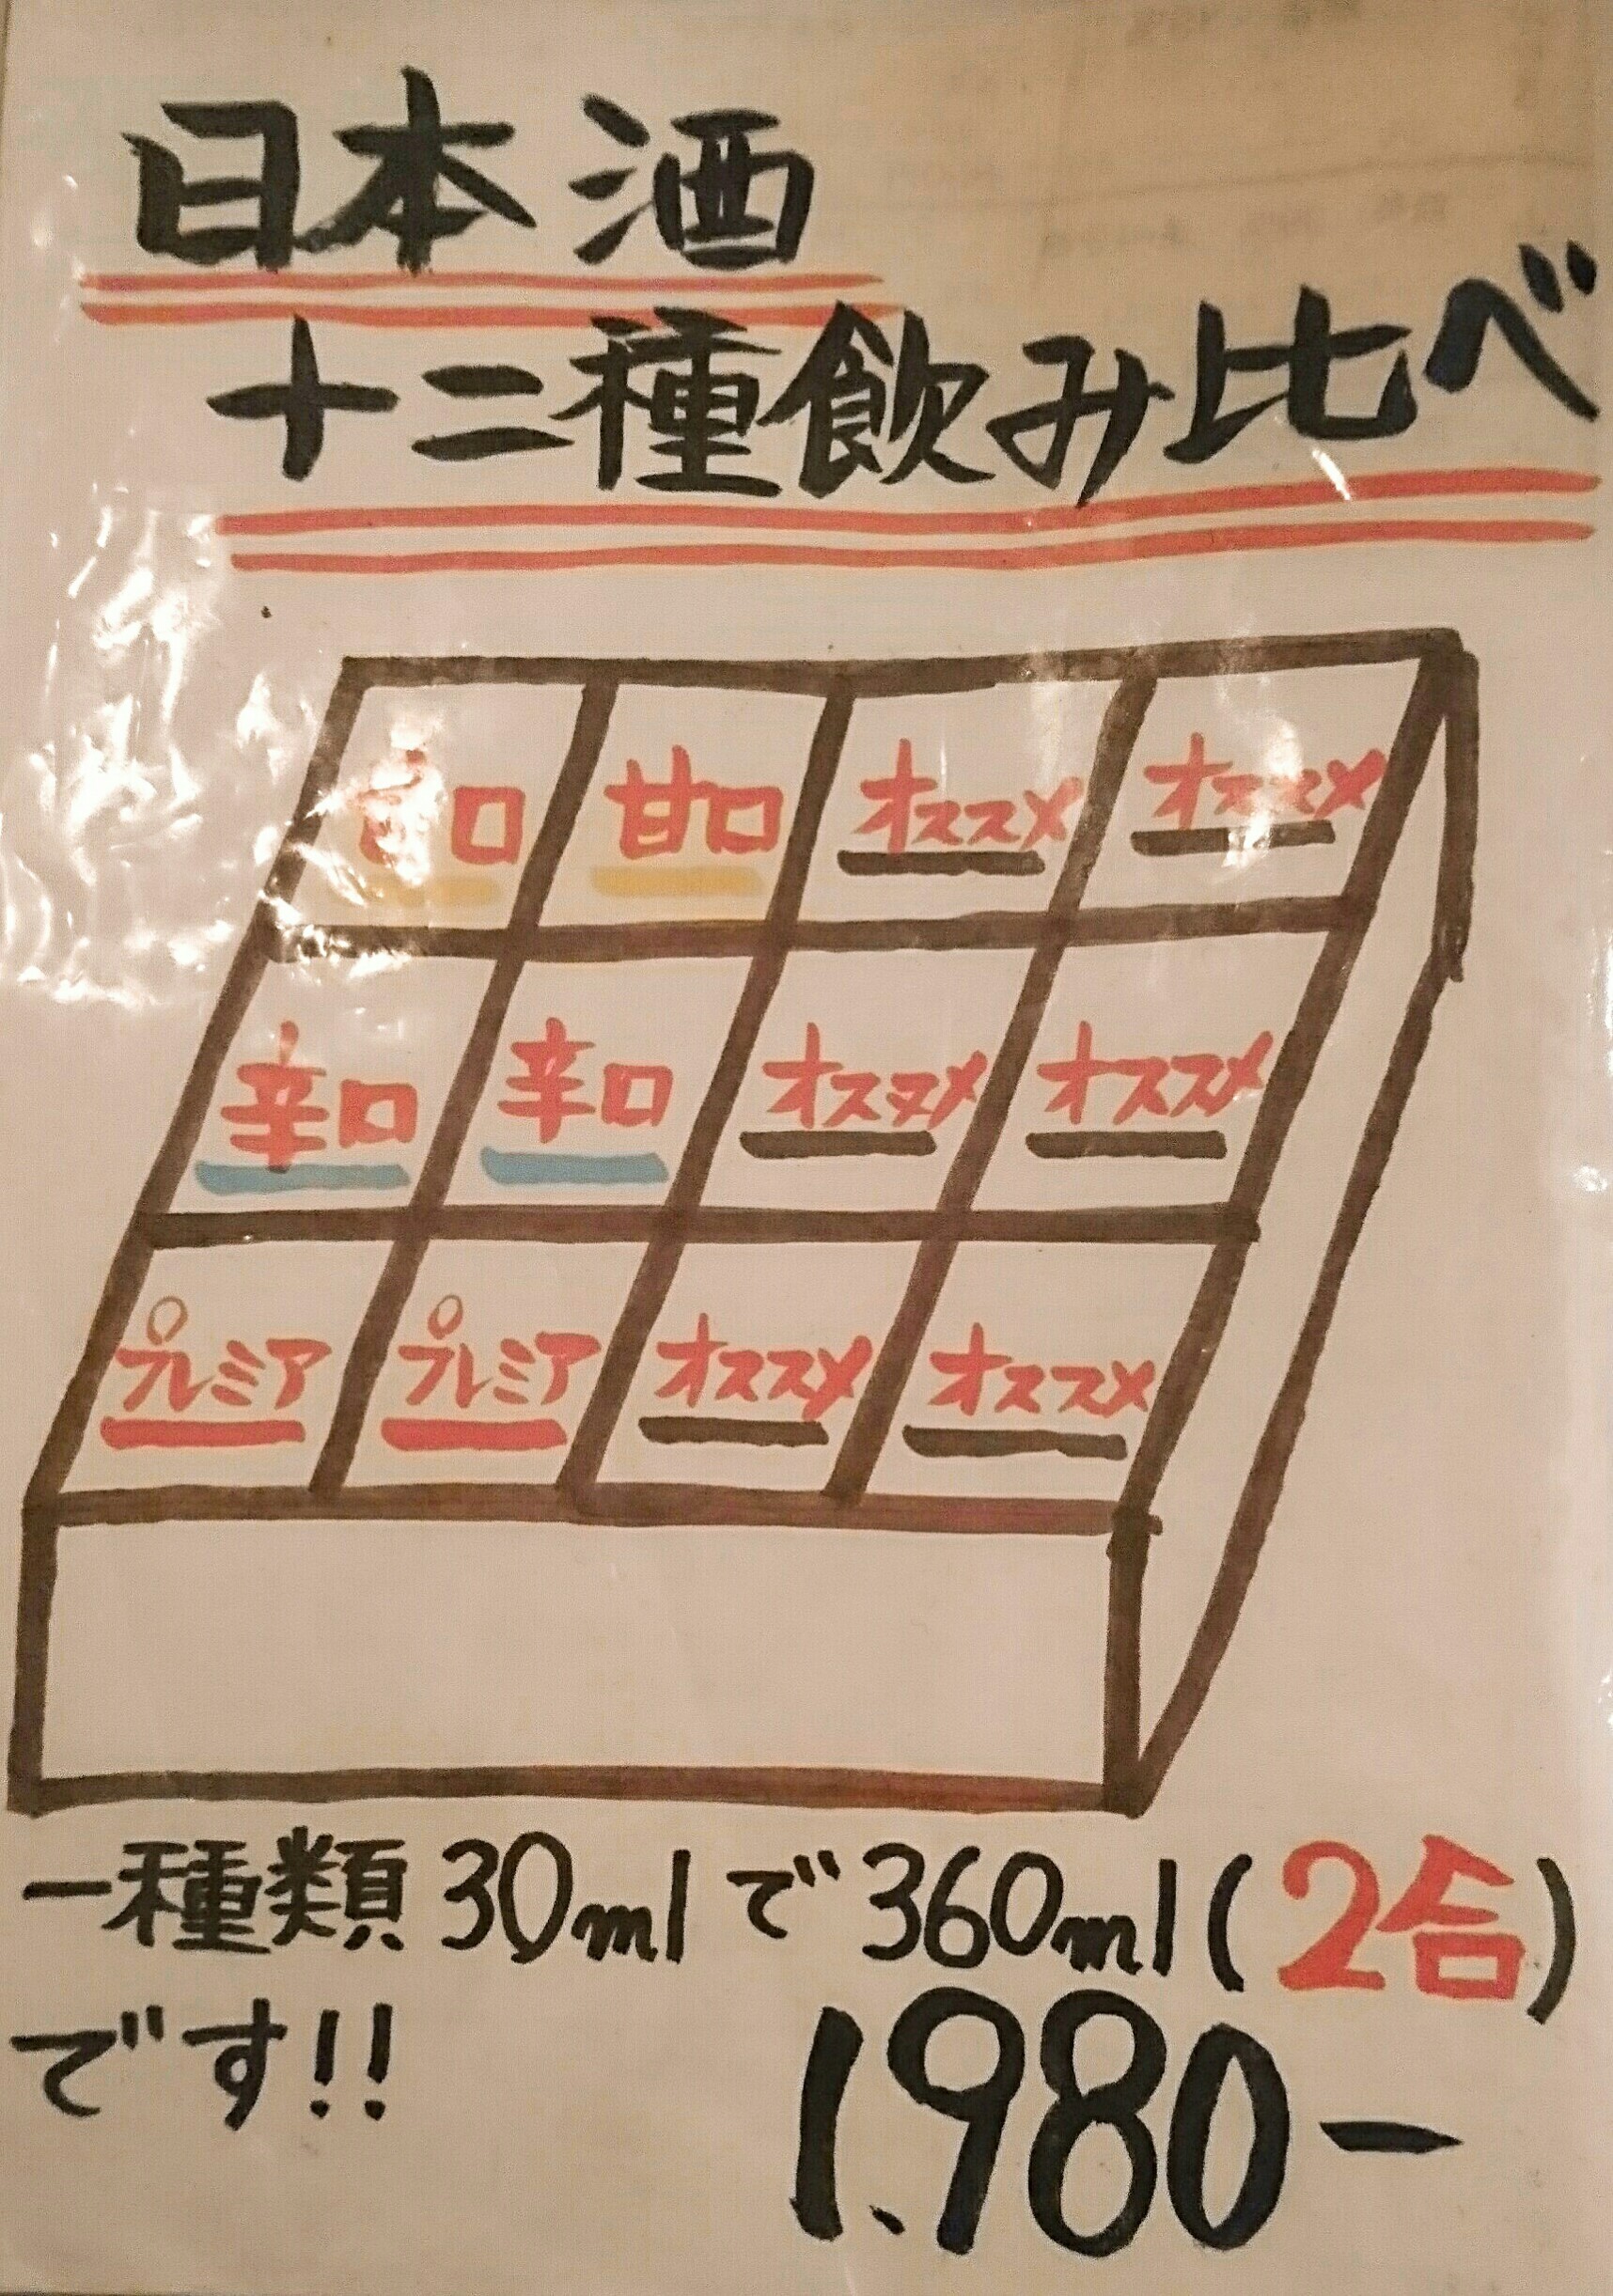 日本酒
十二種飲み比べ
口 甘口 オススメ オススメ
辛口 辛口 オススメ オススメ
プレミア プレミア オススメ オススメ
一種類30mlで360ml(2合)
です!!
1,980-